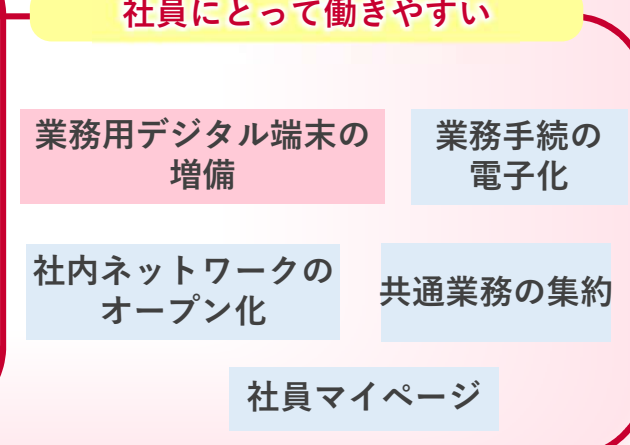 社員にとって働きやすい
業務用デジタル端末の
増備
業務手続の
電子化
社内ネットワークの
オープン化
共通業務の集約
社員マイページ